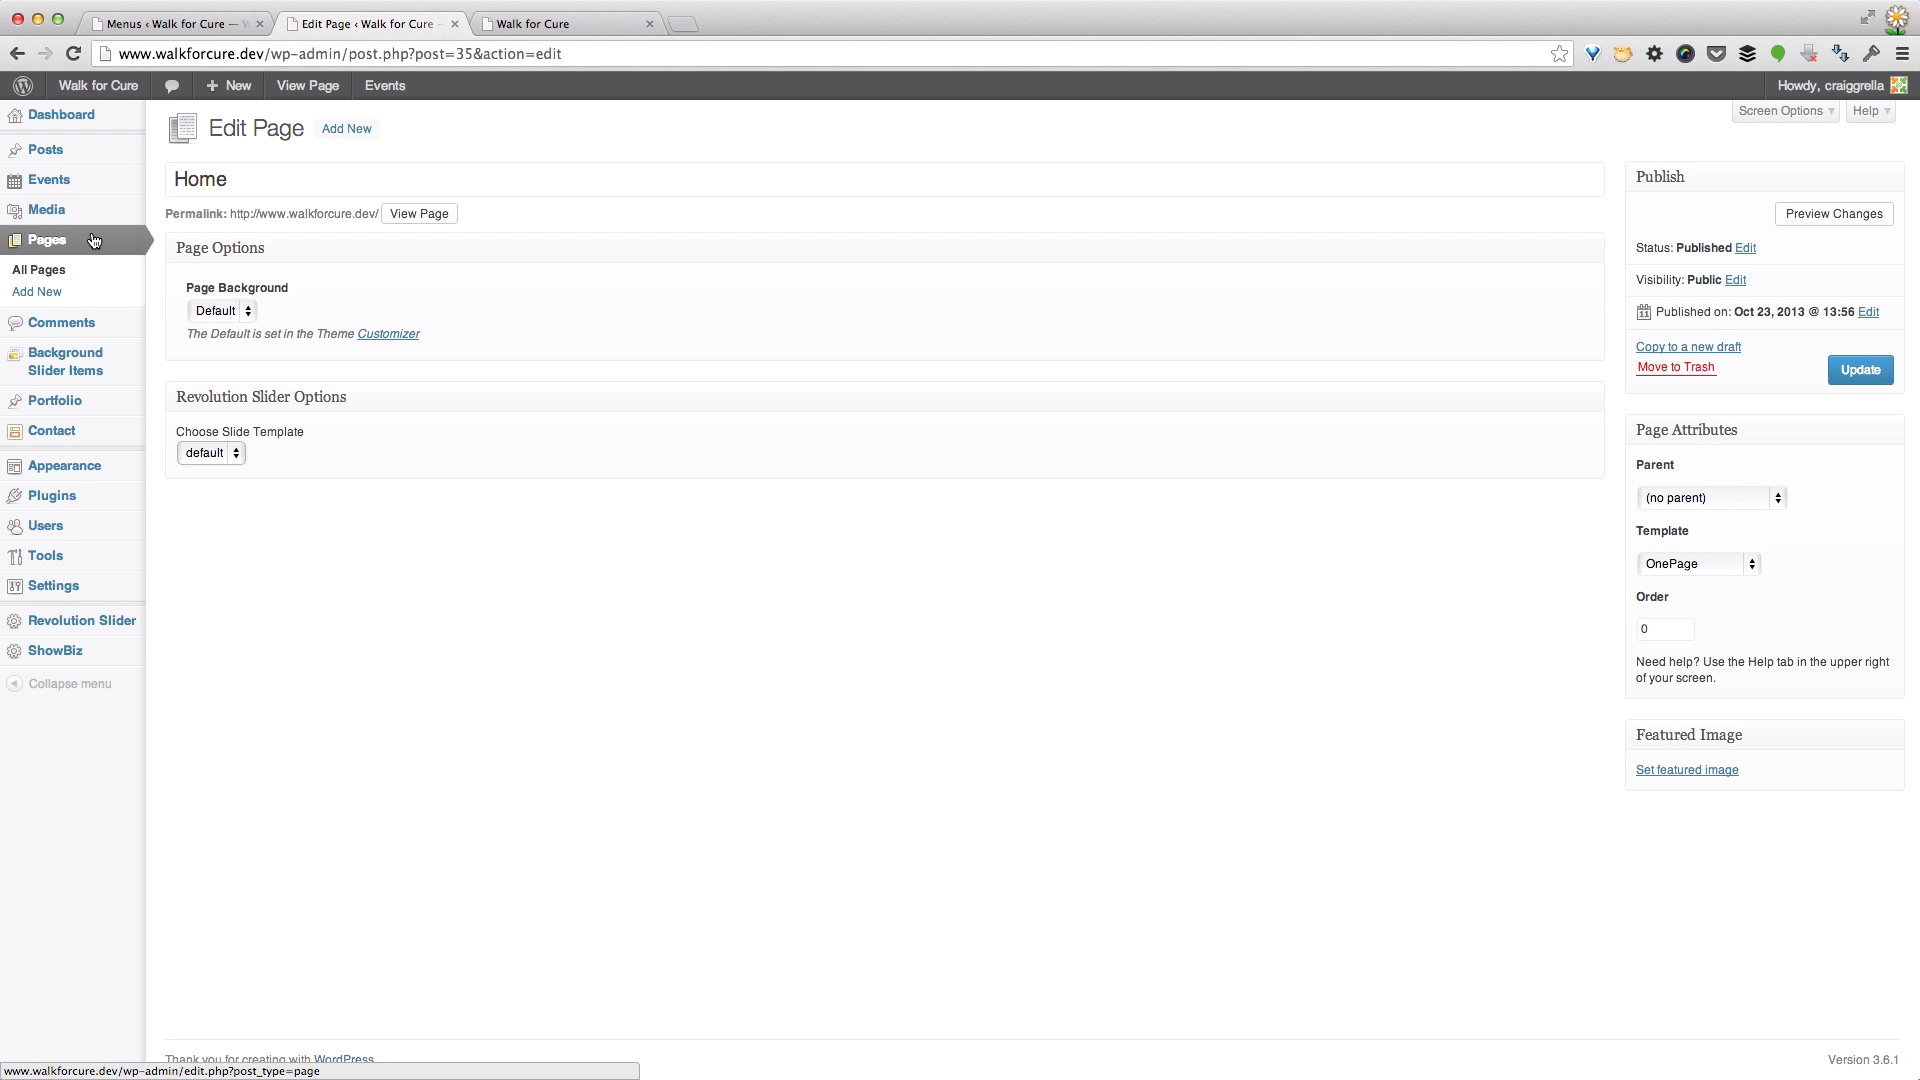 Menus ‹ Walk for Cure —
Edit Page ‹ Walk for Cure
Walk for Cure
www.walkforcure.dev/wp-admin/post.php?post=35&action=edit
Walk for Cure
+ New
View Page
Events
Howdy, craiggrella
Dashboard
Posts
Events
Media
Pages
All Pages
Add New
Comments
Background
Slider Items
Portfolio
Contact
Appearance
Plugins
Users
Tools
Settings
Revolution Slider
ShowBiz
Collapse menu
Edit Page
Add New
Screen Options
Help
Home
Permalink: http://www.walkforcure.dev/
View Page
Page Options
Page Background
Default
The Default is set in the Theme Customizer
Revolution Slider Options
Choose Slide Template
default
Publish
Preview Changes
Status: Published Edit
Visibility: Public Edit
11
Published on: Oct 23, 2013 @ 13:56 Edit
Copy to a new draft
Move to Trash
Update
Page Attributes
Parent
(no parent)
Template
OnePage
Order
0
Need help? Use the Help tab in the upper right
of your screen.
Featured Image
Set featured image
Thank you for creating with WordPress
Version 3.6.1
www.walkforcure.dev/wp-admin/edit.php?post_type=page